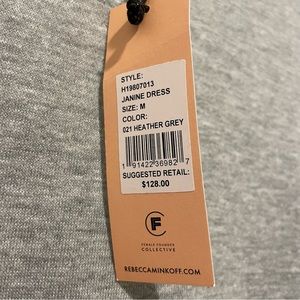 STYLE:
H19807013
JANINE DRESS
SIZE: M
COLOR:
021 HEATHER GREY
1 91422 36982 7
SUGGESTED RETAIL:
$128.00
F
FEMALE FOUNDER
COLLECTIVE
REBECCAMINKOFF.COM